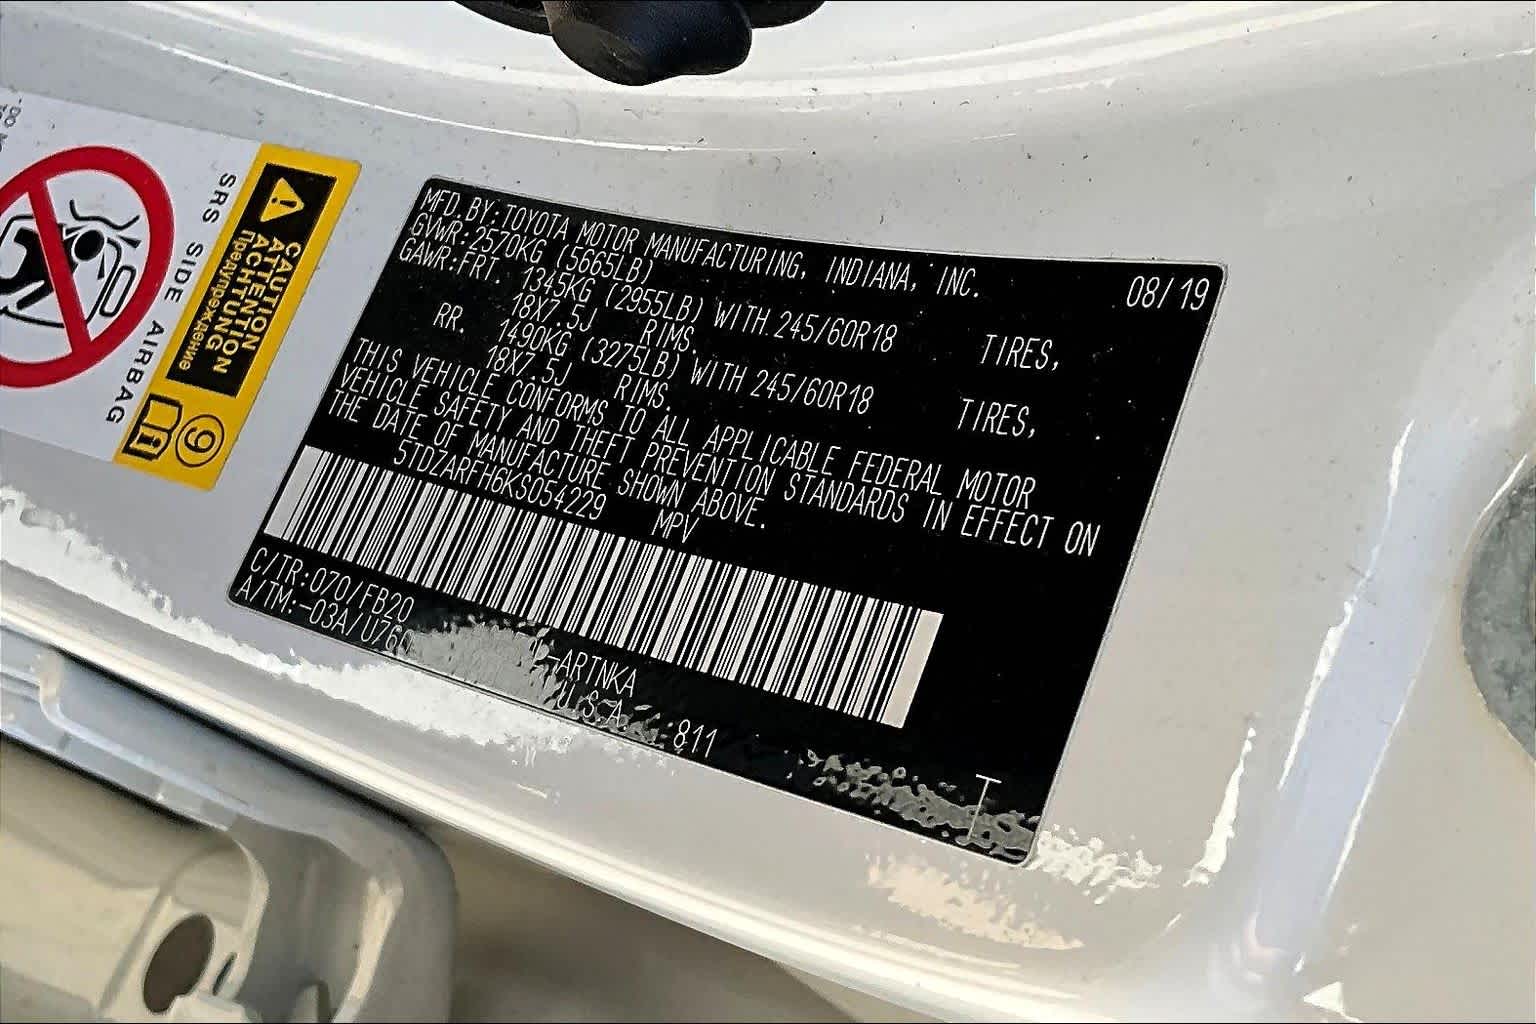 MFD.BY:TOYOTA MOTOR MANUFACTURING, INDIANA, INC. 08/19
GVWR:2570KG (5665LB)
GAWR:FRT. 1345KG (2955LB) WITH 245/60R18 TIRES,
18X7.5J RIMS.
RR. 1490KG (3275LB) WITH 245/60R18 TIRES,
18X7.5J RIMS.
THIS VEHICLE CONFORMS TO ALL APPLICABLE FEDERAL MOTOR
VEHICLE SAFETY AND THEFT PREVENTION STANDARDS IN EFFECT ON
THE DATE OF MANUFACTURE SHOWN ABOVE.
5TDZARFH6KS054229 MPV
C/TR:070/FB20 -ARTNKA
A/TM:-03A/U76 U.S.A. 811
T
SRS SIDE AIRBAG
CAUTION
ATTENTION
ACHTUNG
Предупреждение
9